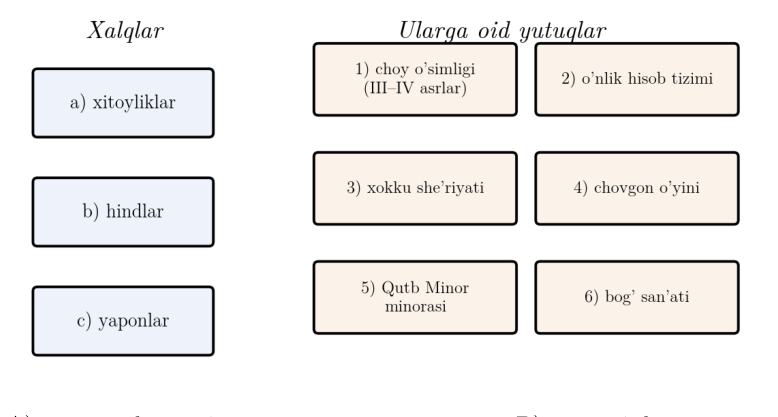 Xalqlar
Ularga oid yutuqlar
a) xitoyliklar
1) choy o'simligi
(III–IV asrlar)
2) o'nlik hisob tizimi
b) hindlar
3) xokku she'riyati
4) chovgon o'yini
c) yaponlar
5) Qutb Minor
minorasi
6) bog' san'ati